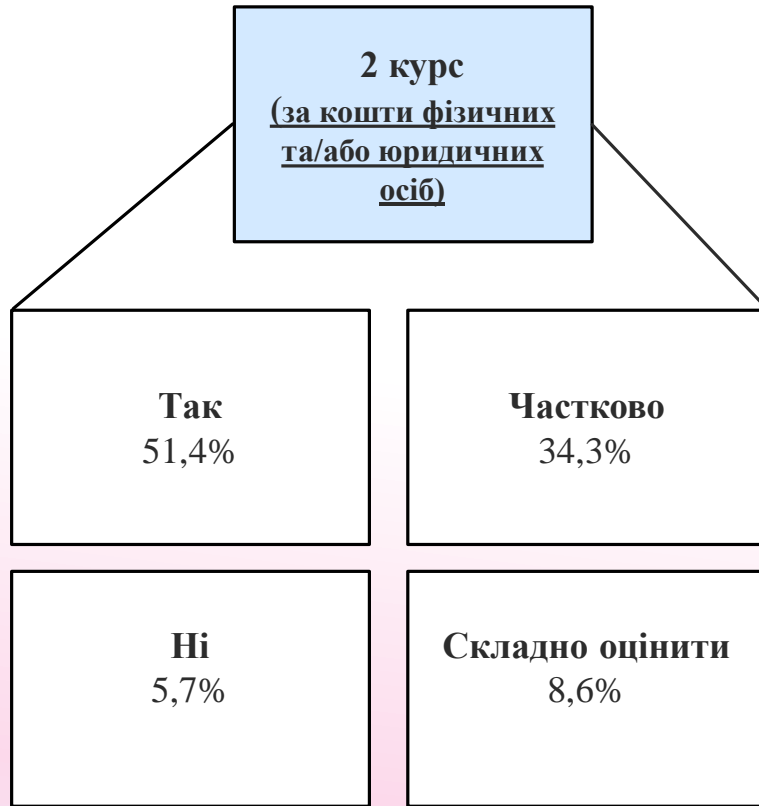 2 курс
(за кошти фізичних
та/або юридичних
осіб)
Так
51,4%
Частково
34,3%
Ні
5,7%
Складно оцінити
8,6%